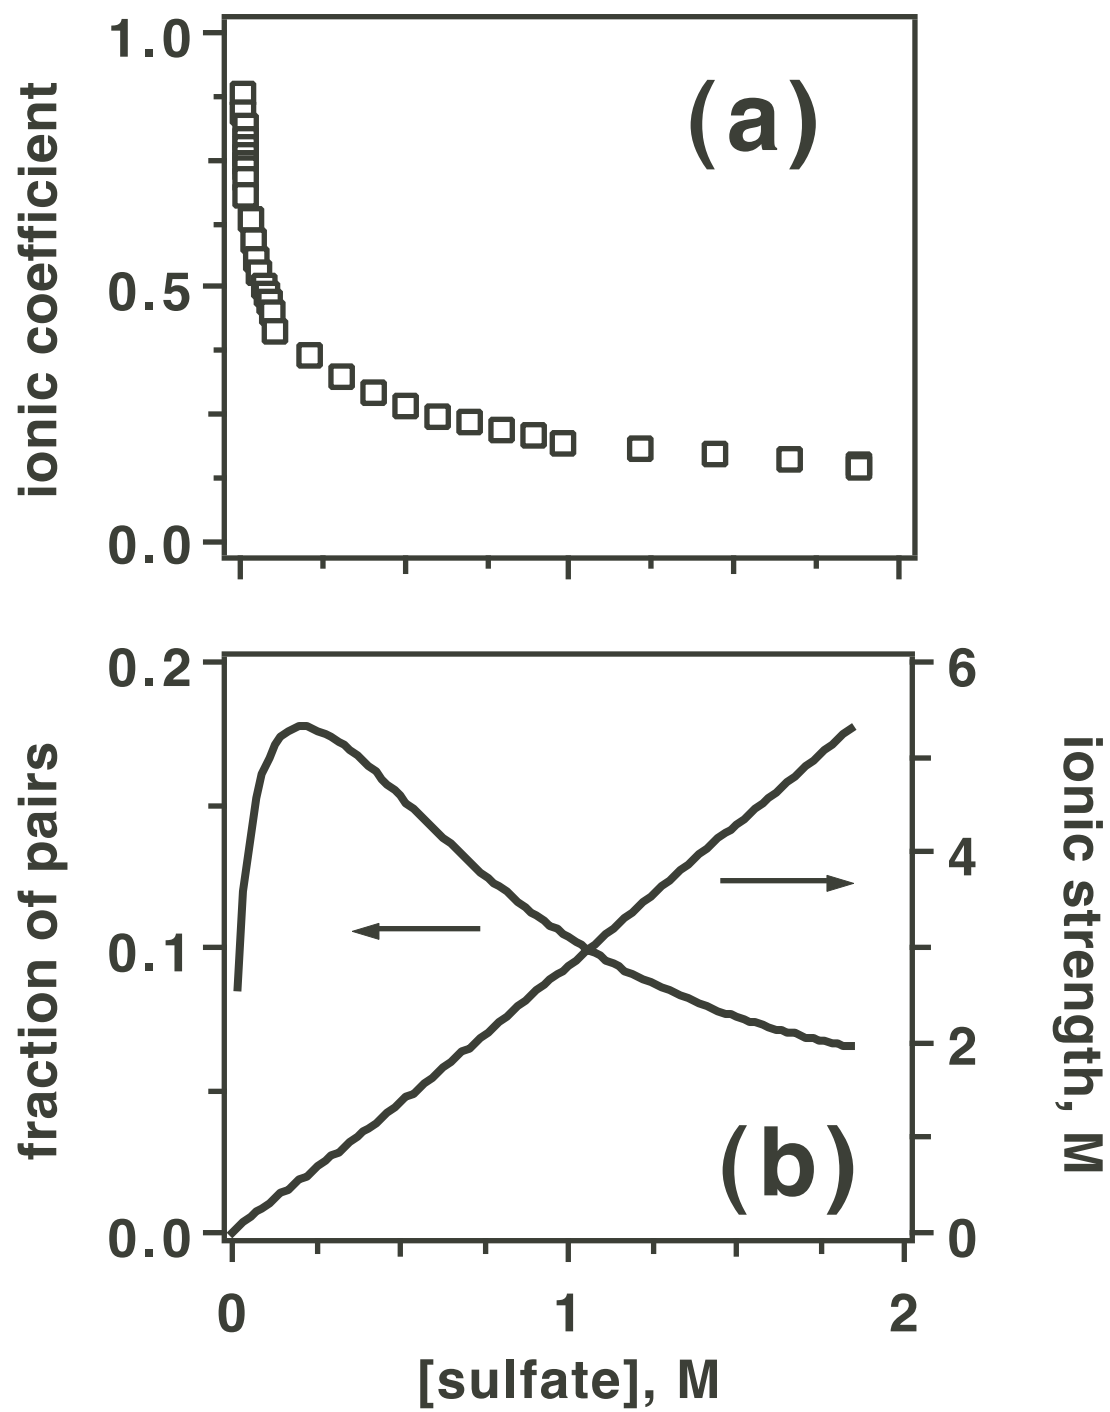 1.0
0.5
0.0
ionic coefficient
(a)
0.2
0.1
0.0
fraction of pairs
6
4
2
0
ionic strength, M
(b)
0 1 2
[sulfate], M